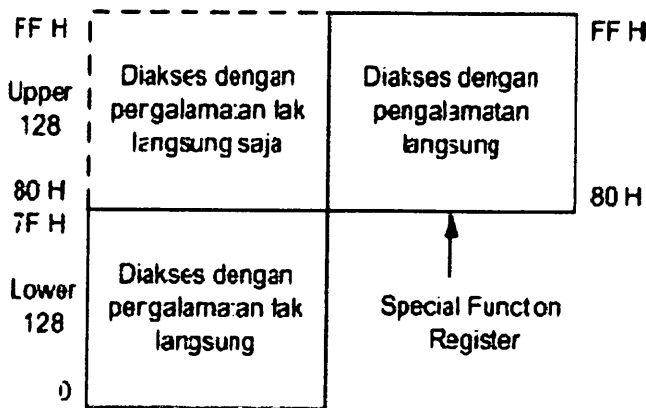 FF H
Upper
128
80 H
7F H
Lower
128
0
Diakses dengan
pergalamatan tak
langsung saja
Diakses dengan
pengalamatan
langsung
Diakses dengan
pergalamatan tak
langsung
FF H
80 H
Special Function
Register